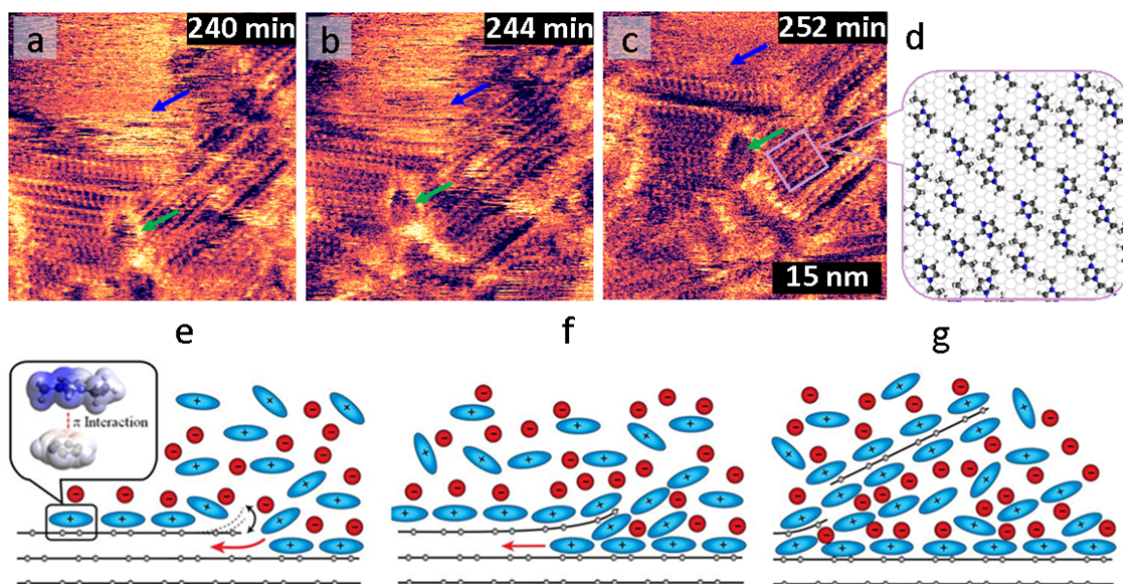 a
240 min
b
244 min
c
252 min
15 nm
d
e
π Interaction
f
g